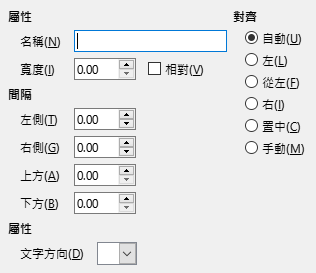 屬性
名稱(N)
寬度(I) 0.00 相對(V)
間隔
左側(T) 0.00
右側(G) 0.00
上方(A) 0.00
下方(B) 0.00
屬性
文字方向(D)
對齊
自動(U)
左(L)
從左(F)
右(I)
置中(C)
手動(M)